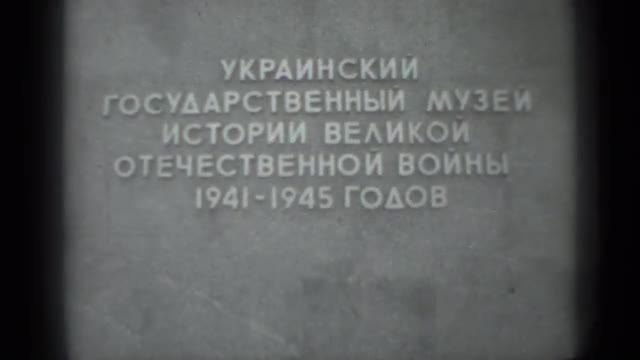 УКРАИНСКИЙ
ГОСУДАРСТВЕННЫЙ МУЗЕЙ
ИСТОРИИ ВЕЛИКОЙ
ОТЕЧЕСТВЕННОЙ ВОЙНЫ
1941-1945 ГОДОВ